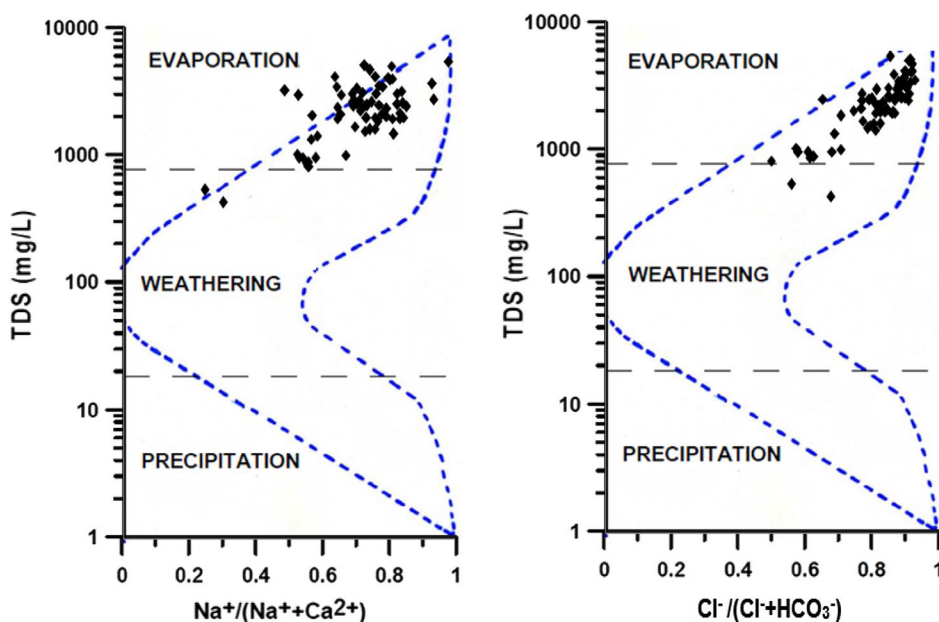 10000
EVAPORATION
1000
TDS (mg/L)
100
WEATHERING
10
PRECIPITATION
1
0 0.2 0.4 0.6 0.8 1
Na⁺/(Na⁺+Ca²⁺)
10000
EVAPORATION
1000
TDS (mg/L)
100
WEATHERING
10
PRECIPITATION
1
0 0.2 0.4 0.6 0.8 1
Cl⁻/(Cl⁻+HCO₃⁻)